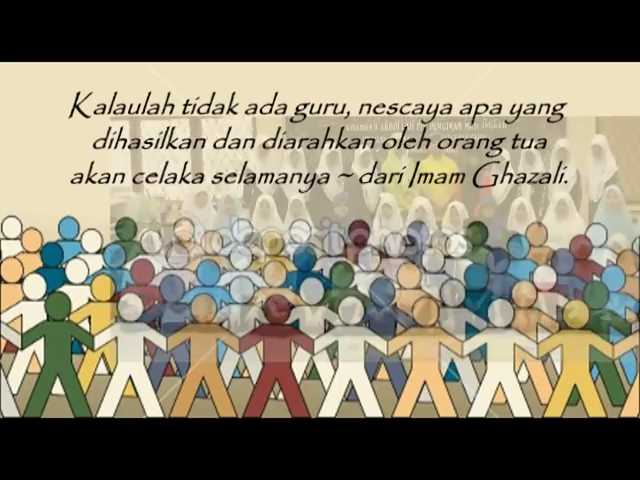 Kalaulah tidak ada guru, nescaya apa yang
dihasilkan dan diarahkan oleh orang tua
akan celaka selamanya ~ dari Imam Ghazali.